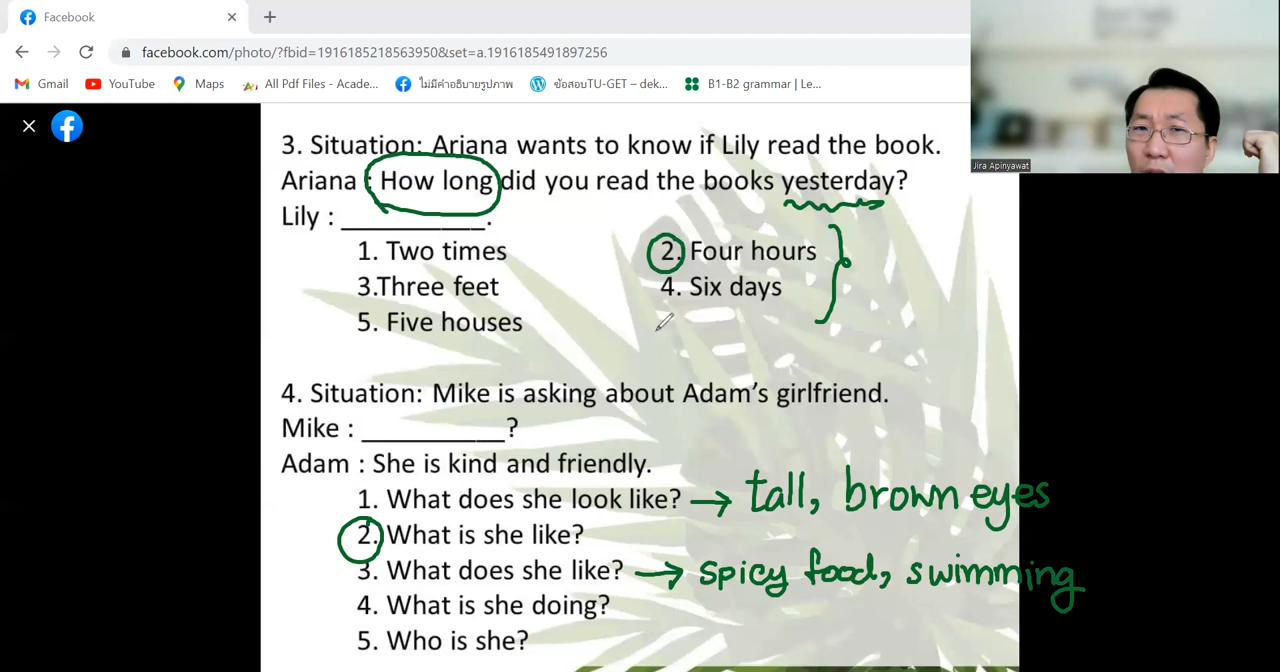 Facebook
facebook.com/photo/?fbid=1916185218563950&set=a.1916185491897256
Gmail YouTube Maps All Pdf Files - Acade... ไม่มีคำอธิบายรูปภาพ ข้อสอบTU-GET – dek... B1-B2 grammar | Le...
Jira Apinyawat
3. Situation: Ariana wants to know if Lily read the book.
Ariana : How long did you read the books yesterday?
Lily : __________.
1. Two times 2. Four hours
3.Three feet 4. Six days
5. Five houses
4. Situation: Mike is asking about Adam’s girlfriend.
Mike : __________?
Adam : She is kind and friendly.
1. What does she look like? → tall, brown eyes
2. What is she like?
3. What does she like? → spicy food, swimming
4. What is she doing?
5. Who is she?